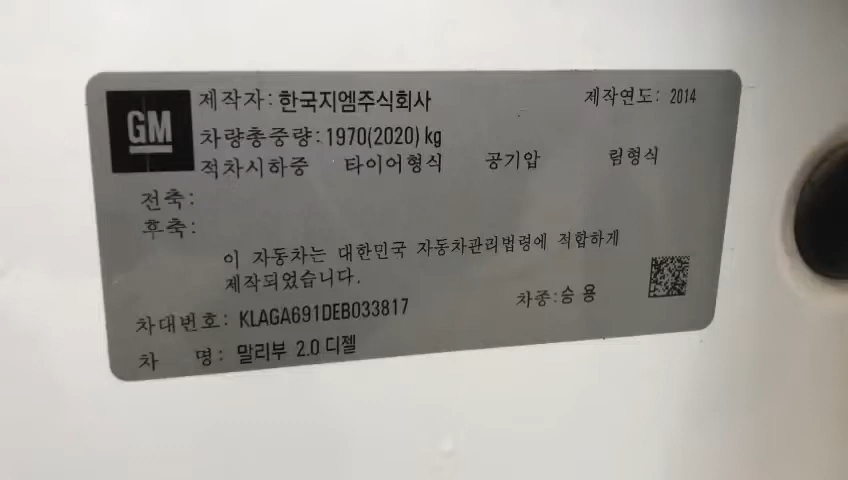 GM 제작자: 한국지엠주식회사 제작연도: 2014
차량총중량: 1970(2020) kg
적차시하중 타이어형식 공기압 림형식
전축:
후축:
이 자동차는 대한민국 자동차관리법령에 적합하게
제작되었습니다.
차대번호: KLAGA691DEB033817 차종: 승 용
차 명: 말리부 2.0 디젤